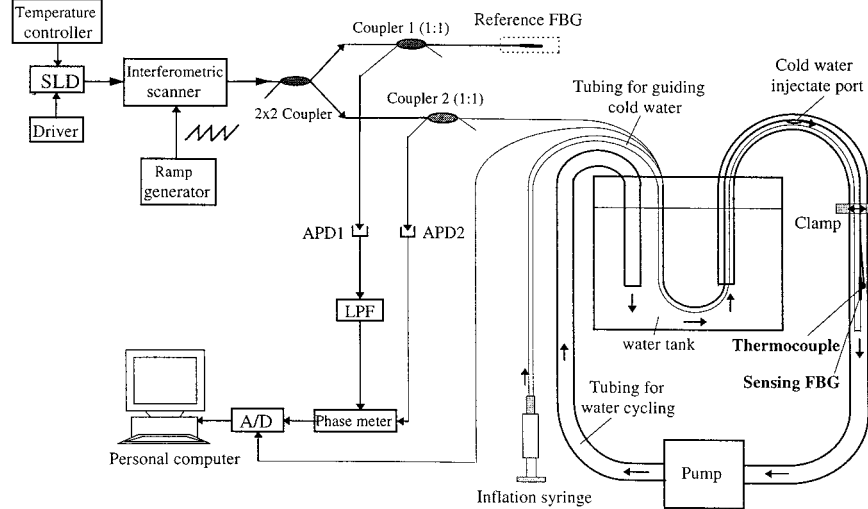 Temperature
controller
SLD
Driver
Interferometric
scanner
Ramp
generator
2x2 Coupler
Coupler 1 (1:1)
Reference FBG
Coupler 2 (1:1)
Tubing for guiding
cold water
Cold water
injectate port
APD1
APD2
Clamp
LPF
water tank
Thermocouple
Sensing FBG
Tubing for
water cycling
A/D
Phase meter
Personal computer
Inflation syringe
Pump